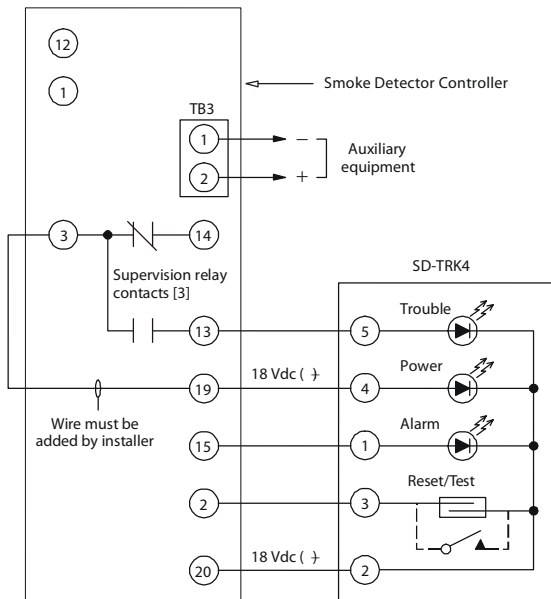 12
1
Smoke Detector Controller
TB3
1
−
2
+
Auxiliary
equipment
3
14
Supervision relay
contacts [3]
SD-TRK4
13
5
Trouble
19
18 Vdc (
4
Power
Wire must be
added by installer
15
1
Alarm
2
3
Reset/Test
20
18 Vdc (
2